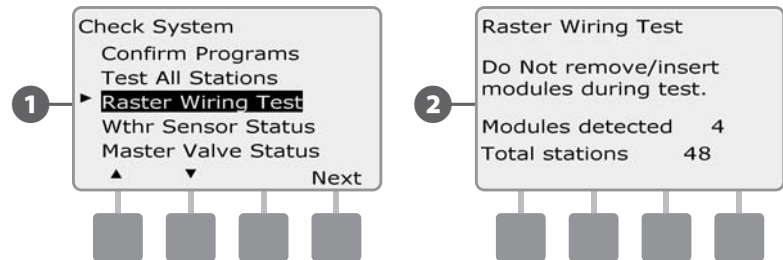 1
Check System
Confirm Programs
Test All Stations
Raster Wiring Test
Wthr Sensor Status
Master Valve Status
Next
2
Raster Wiring Test
Do Not remove/insert
modules during test.
Modules detected 4
Total stations 48